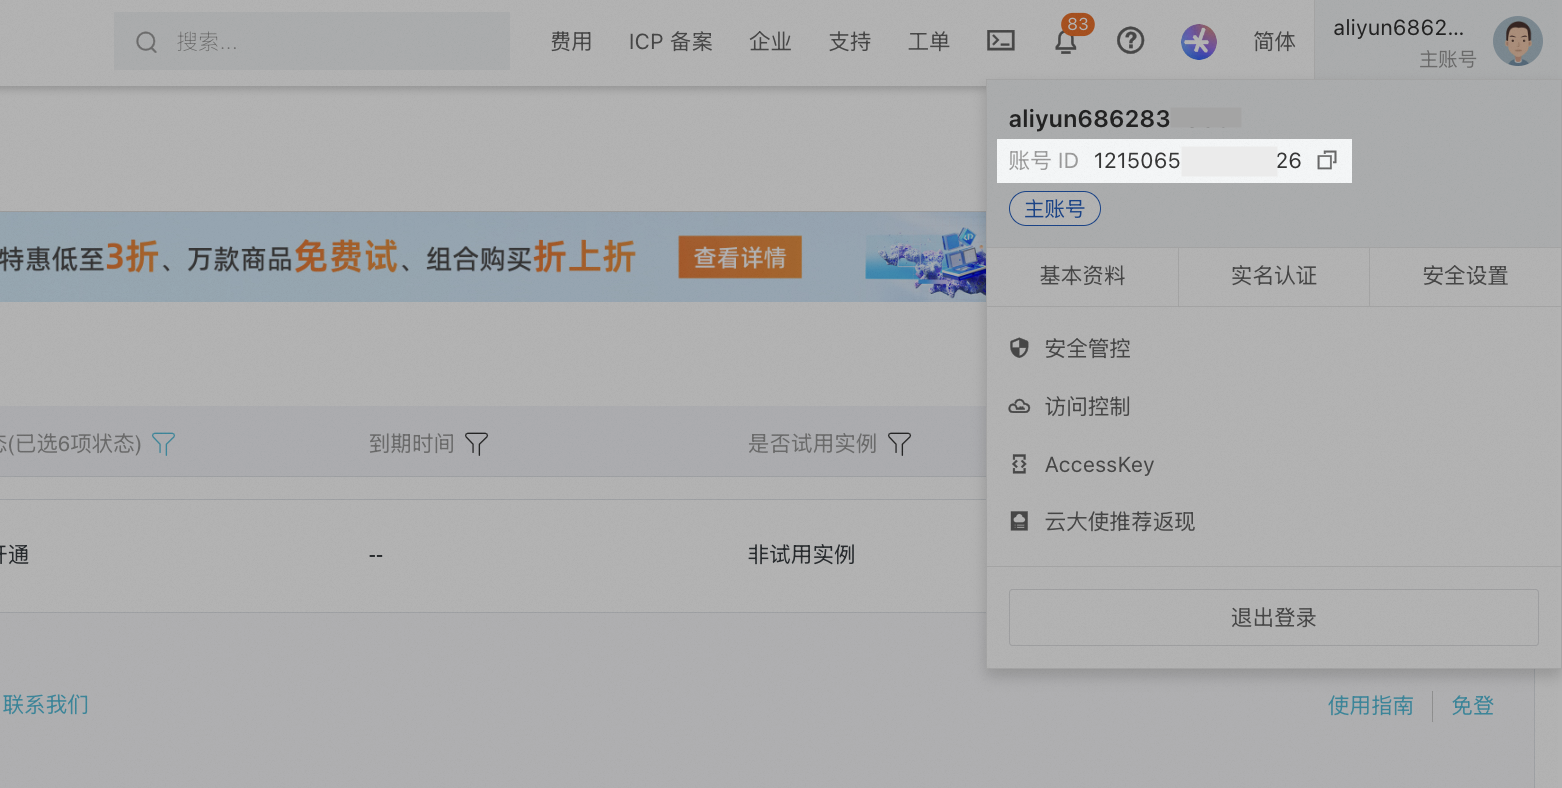 搜索...
费用
ICP 备案
企业
支持
工单
83
简体
aliyun6862...
主账号
aliyun686283
账号 ID 1215065 26
主账号
基本资料
实名认证
安全设置
安全管控
访问控制
AccessKey
云大使推荐返现
退出登录
特惠低至3折、万款商品免费试、组合购买折上折
查看详情
(已选6项状态)
到期时间
是否试用实例
通
--
非试用实例
联系我们
使用指南
免登